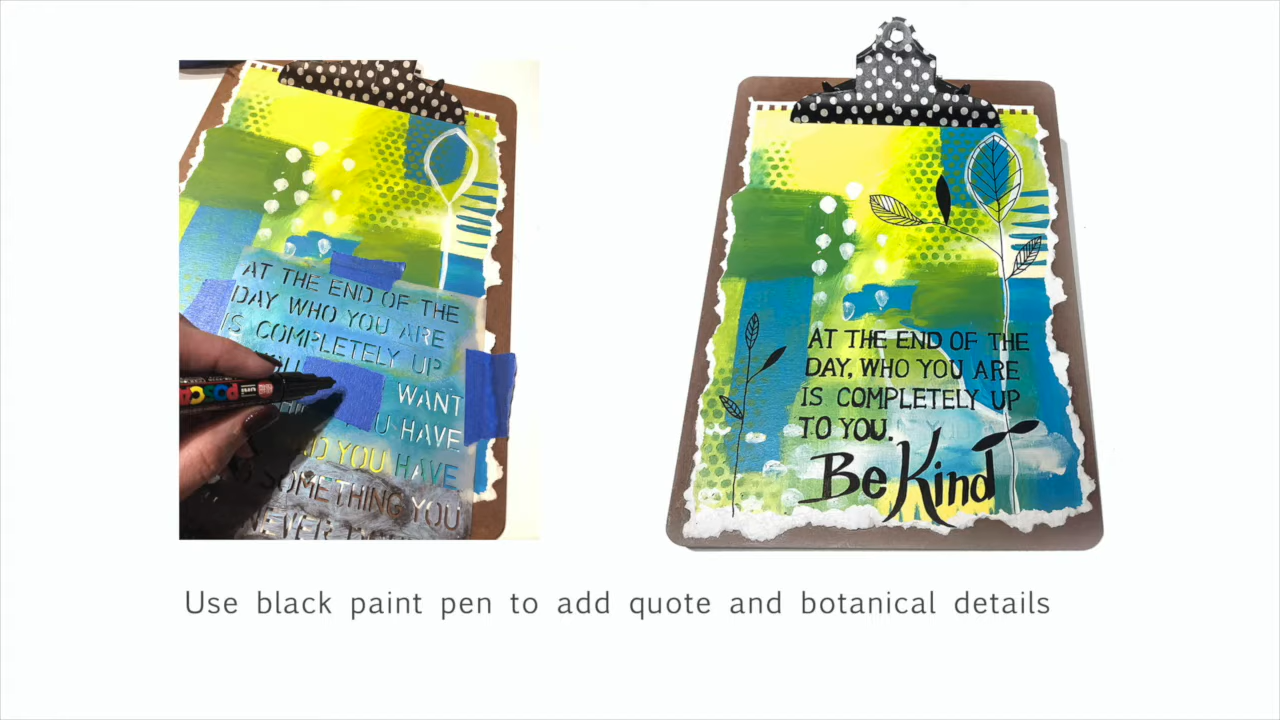 AT THE END OF THE
DAY WHO YOU ARE
IS COMPLETELY UP
YOU WANT
U HAVE
YOU HAVE
SOMETHING YOU
NEVER
POSCA
AT THE END OF THE
DAY, WHO YOU ARE
IS COMPLETELY UP
TO YOU.
Be Kind
Use black paint pen to add quote and botanical details